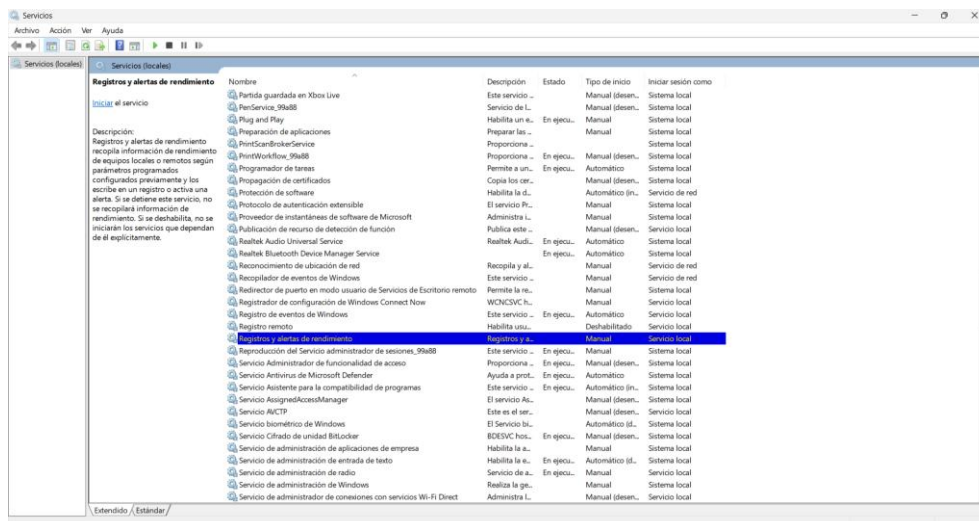 Servicios
Archivo Acción Ver Ayuda
Servicios (locales)
Servicios (locales)
Registros y alertas de rendimiento
Iniciar el servicio
Descripción:
Registros y alertas de rendimiento
recopila información de rendimiento
de equipos locales o remotos según
parámetros programados
configurados previamente y los
escribe en un registro o activa una
alerta. Si se detiene este servicio, no
se recopilará información de
rendimiento. Si se deshabilita, no se
iniciarán los servicios que dependan
de él explícitamente.
Nombre Descripción Estado Tipo de inicio Iniciar sesión como
Partida guardada en Xbox Live Este servicio ... Manual (desen... Sistema local
PenService_99a88 Servicio de l... Manual (desen... Sistema local
Plug and Play Habilita un e... En ejecu... Manual Sistema local
Preparación de aplicaciones Preparar las ... Manual Sistema local
PrintScanBrokerService Proporciona ... Sistema local
PrintWorkflow_99a88 Proporciona ... En ejecu... Manual (desen... Sistema local
Programador de tareas Permite a un... En ejecu... Automático Sistema local
Propagación de certificados Copia los cer... Manual (desen... Sistema local
Protección de software Habilita la d... Automático (in... Servicio de red
Protocolo de autenticación extensible El servicio Pr... Manual Sistema local
Proveedor de instantáneas de software de Microsoft Administra i... Manual Sistema local
Publicación de recurso de detección de función Publica este ... Manual (desen... Servicio local
Realtek Audio Universal Service Realtek Audi... En ejecu... Automático Sistema local
Realtek Bluetooth Device Manager Service En ejecu... Automático Sistema local
Reconocimiento de ubicación de red Recopila y al... Manual Servicio de red
Recopilador de eventos de Windows Este servicio ... Manual Servicio de red
Redirector de puerto en modo usuario de Servicios de Escritorio remoto Permite la re... Manual Sistema local
Registrador de configuración de Windows Connect Now WCNCSVC h... Manual Servicio local
Registro de eventos de Windows Este servicio ... En ejecu... Automático Servicio local
Registro remoto Habilita usu... Deshabilitado Servicio local
Registros y alertas de rendimiento Registros y a... Manual Servicio local
Reproducción del Servicio administrador de sesiones_99a88 Este servicio ... En ejecu... Manual Sistema local
Servicio Administrador de funcionalidad de acceso Proporciona ... En ejecu... Manual (desen... Sistema local
Servicio Antivirus de Microsoft Defender Ayuda a prot... En ejecu... Automático Sistema local
Servicio Asistente para la compatibilidad de programas Este servicio ... En ejecu... Automático (in... Sistema local
Servicio AssignedAccessManager El servicio As... Manual (desen... Sistema local
Servicio AVCTP Este es el ser... Manual (desen... Servicio local
Servicio biométrico de Windows El Servicio bi... Automático (d... Sistema local
Servicio Cifrado de unidad BitLocker BDESVC hos... En ejecu... Manual (desen... Sistema local
Servicio de administración de aplicaciones de empresa Habilita la a... Manual Sistema local
Servicio de administración de entrada de texto Habilita la e... En ejecu... Automático (d... Sistema local
Servicio de administración de radio Servicio de a... En ejecu... Manual Servicio local
Servicio de administración de Windows Realiza la ge... Manual Sistema local
Servicio de administrador de conexiones con servicios Wi-Fi Direct Administra l... Manual (desen... Servicio local
Extendido Estándar